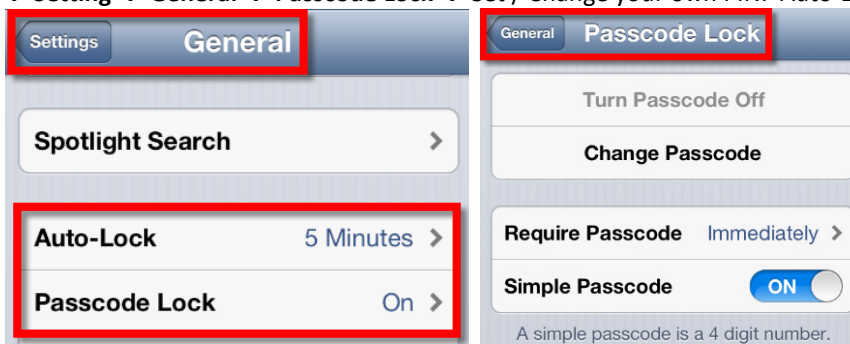 Settings General
Spotlight Search
Auto-Lock 5 Minutes
Passcode Lock On
General Passcode Lock
Turn Passcode Off
Change Passcode
Require Passcode Immediately
Simple Passcode ON
A simple passcode is a 4 digit number.